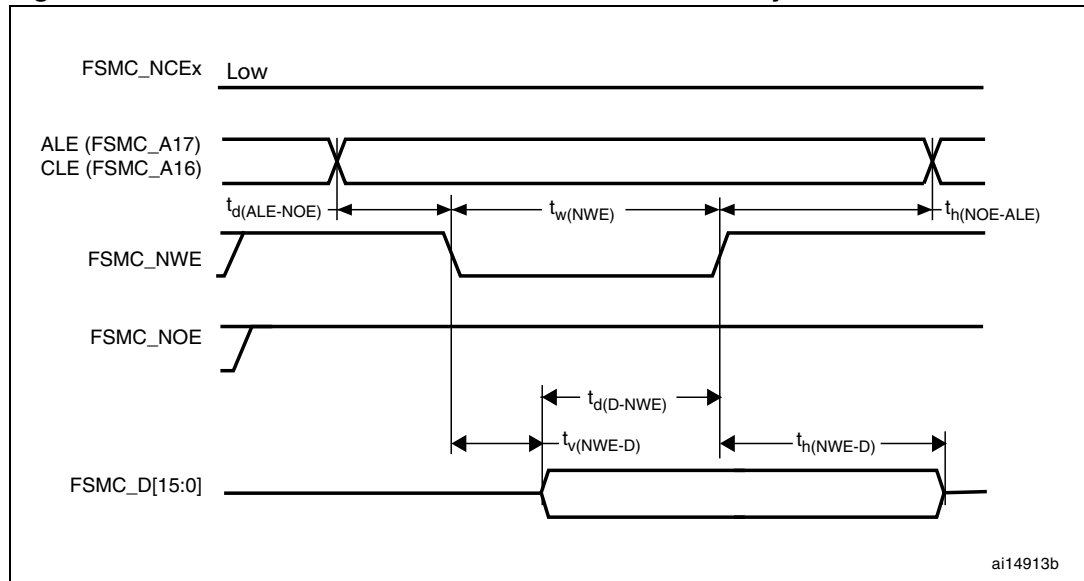 FSMC_NCEx Low
ALE (FSMC_A17)
CLE (FSMC_A16)
td(ALE-NOE) tw(NWE) th(NOE-ALE)
FSMC_NWE
FSMC_NOE
td(D-NWE)
tv(NWE-D) th(NWE-D)
FSMC_D[15:0]
ai14913b